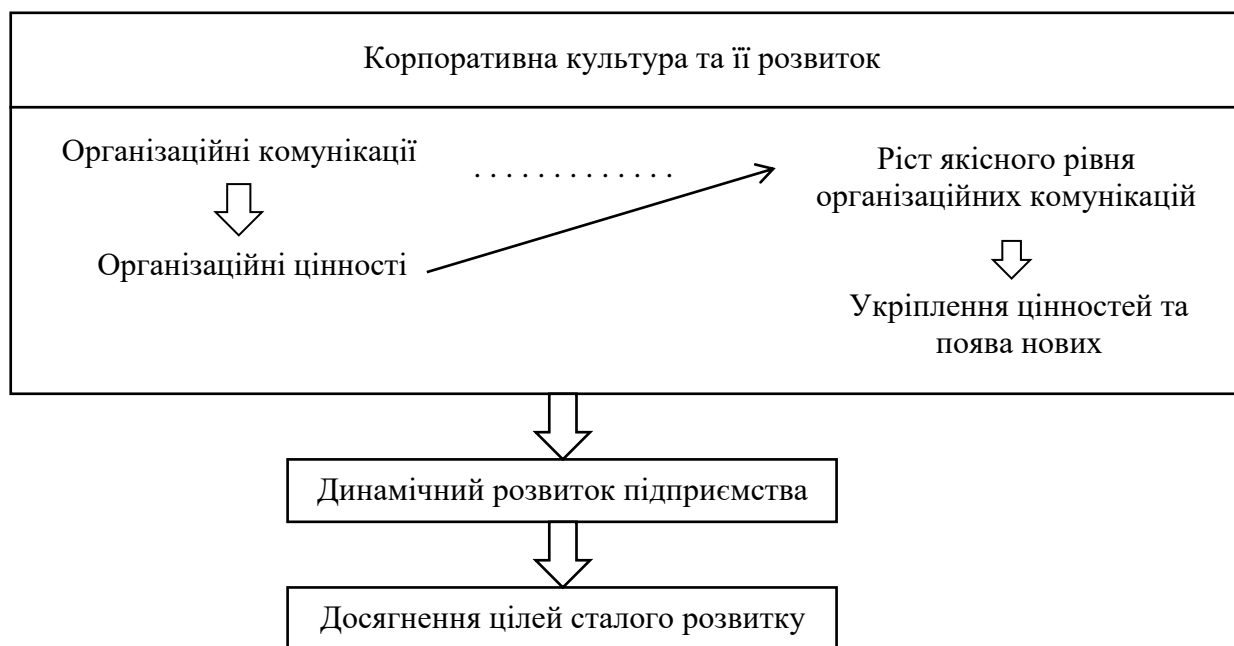 Корпоративна культура та її розвиток
Організаційні комунікації
. . . . . . . . . . . . .
Організаційні цінності
Ріст якісного рівня
організаційних комунікацій
Укріплення цінностей та
поява нових
Динамічний розвиток підприємства
Досягнення цілей сталого розвитку